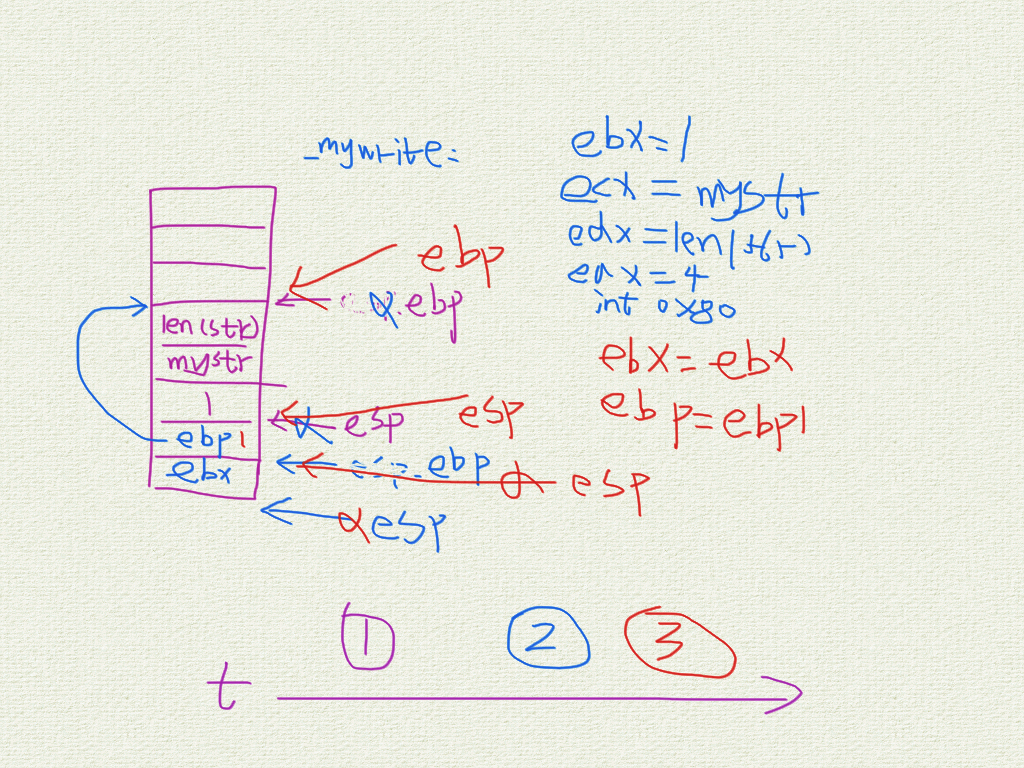 _mywrite:
ebx=1
ecx = mystr
edx =len(str)
eax=4
int 0x80
ebx=ebx
ebp=ebp1
len(str)
mystr
1
ebp1
ebx
ebp
ebp
esp
esp
ebp
esp
esp
1
2
3
t